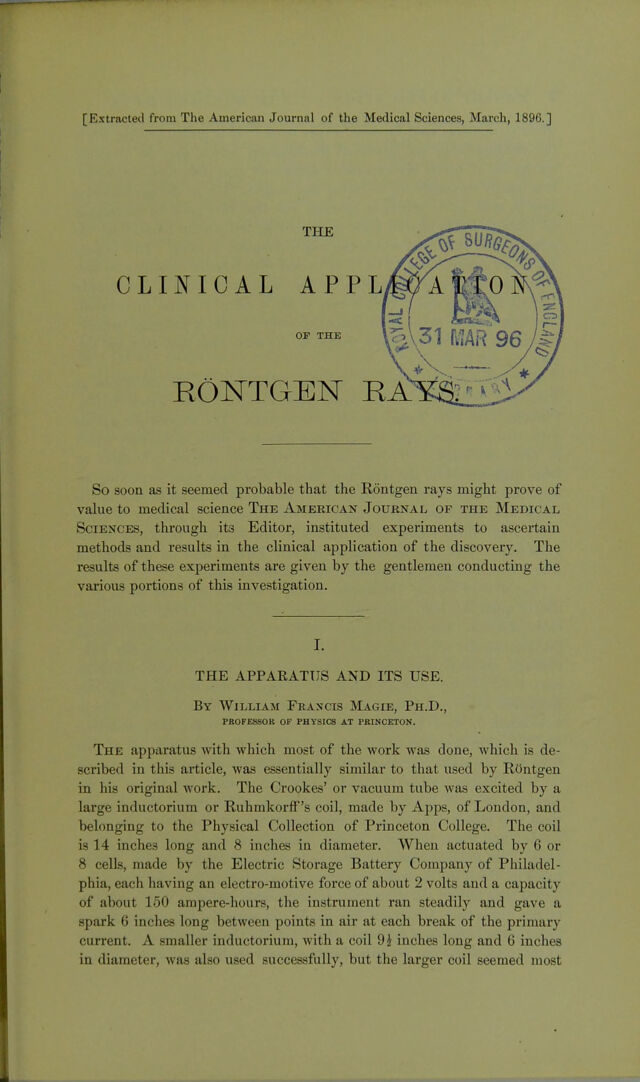 [Extracted from The American Journal of the Medical Sciences, March, 1896.]
THE
CLINICAL APPLICATION
OF THE
RÖNTGEN RAYS.
ROYAL COLLEGE OF SURGEONS OF ENGLAND
31 MAR 96
* LIBRARY *
So soon as it seemed probable that the Röntgen rays might prove of
value to medical science The American Journal of the Medical
Sciences, through its Editor, instituted experiments to ascertain
methods and results in the clinical application of the discovery. The
results of these experiments are given by the gentlemen conducting the
various portions of this investigation.
I.
THE APPARATUS AND ITS USE.
By William Francis Magie, Ph.D.,
PROFESSOR OF PHYSICS AT PRINCETON.
The apparatus with which most of the work was done, which is de-
scribed in this article, was essentially similar to that used by Röntgen
in his original work. The Crookes' or vacuum tube was excited by a
large inductorium or Ruhmkorff's coil, made by Apps, of London, and
belonging to the Physical Collection of Princeton College. The coil
is 14 inches long and 8 inches in diameter. When actuated by 6 or
8 cells, made by the Electric Storage Battery Company of Philadel-
phia, each having an electro-motive force of about 2 volts and a capacity
of about 150 ampere-hours, the instrument ran steadily and gave a
spark 6 inches long between points in air at each break of the primary
current. A smaller inductorium, with a coil 9½ inches long and 6 inches
in diameter, was also used successfully, but the larger coil seemed most